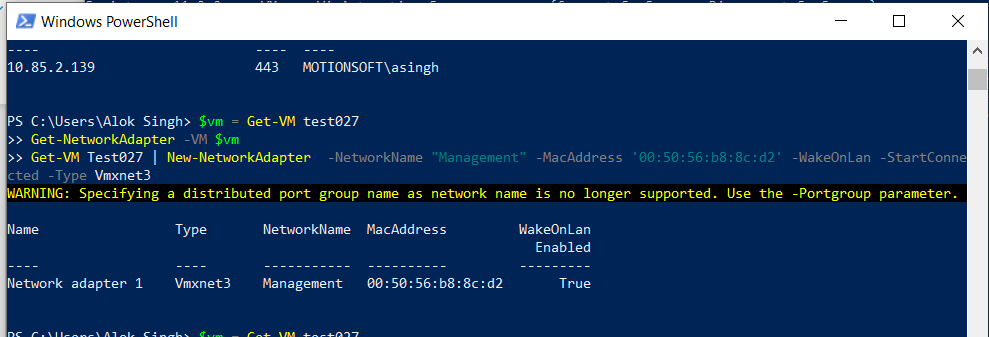 Windows PowerShell
---- ---- ----
10.85.2.139 443 MOTIONSOFT\asingh
PS C:\Users\Alok Singh> $vm = Get-VM test027
>> Get-NetworkAdapter -VM $vm
>> Get-VM Test027 | New-NetworkAdapter  -NetworkName "Management" -MacAddress '00:50:56:b8:8c:d2' -WakeOnLan -StartConne
cted -Type Vmxnet3
WARNING: Specifying a distributed port group name as network name is no longer supported. Use the -Portgroup parameter.
Name Type NetworkName MacAddress WakeOnLan
Enabled
---- ---- ----------- ---------- ---------
Network adapter 1 Vmxnet3 Management 00:50:56:b8:8c:d2 True
PS C:\Users\Alok Singh> $vm = Get-VM test027